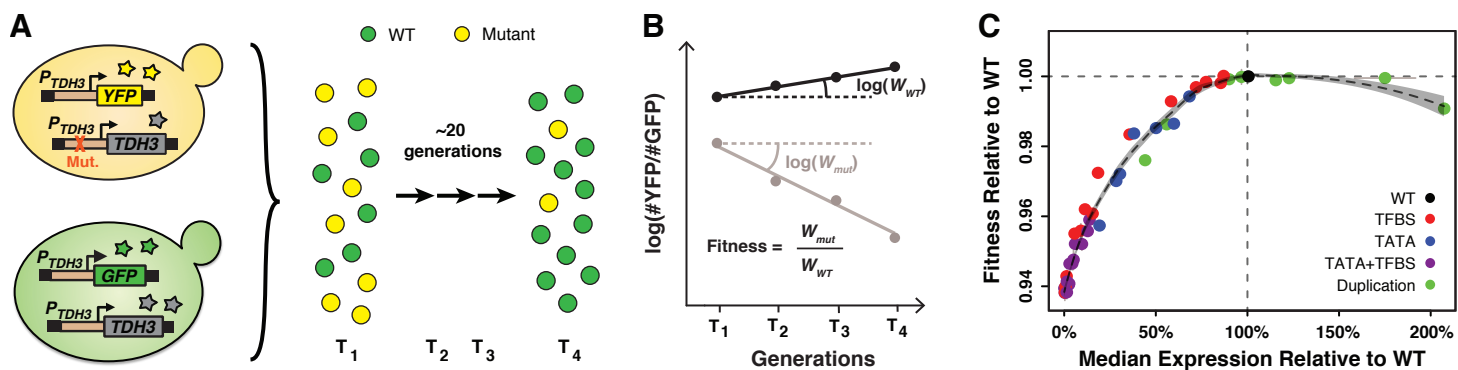 A
P_TDH3
YFP
P_TDH3
TDH3
Mut.
P_TDH3
GFP
P_TDH3
TDH3
WT
Mutant
~20
generations
T1
T2
T3
T4
B
log(#YFP/#GFP)
log(W_WT)
log(W_mut)
Fitness = W_mut / W_WT
T1
T2
T3
T4
Generations
C
Fitness Relative to WT
1.00
0.98
0.96
0.94
WT
TFBS
TATA
TATA+TFBS
Duplication
0%
50%
100%
150%
200%
Median Expression Relative to WT